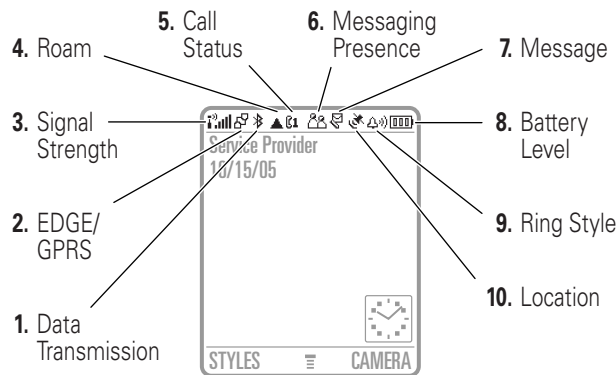 5. Call Status
6. Messaging Presence
4. Roam
7. Message
3. Signal Strength
8. Battery Level
Service Provider
10/15/05
2. EDGE/ GPRS
9. Ring Style
10. Location
1. Data Transmission
STYLES
CAMERA